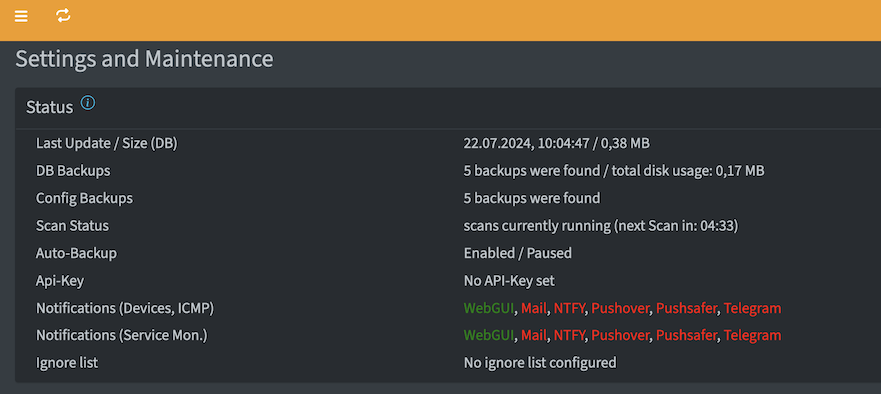 Settings and Maintenance
Status
Last Update / Size (DB) 22.07.2024, 10:04:47 / 0,38 MB
DB Backups 5 backups were found / total disk usage: 0,17 MB
Config Backups 5 backups were found
Scan Status scans currently running (next Scan in: 04:33)
Auto-Backup Enabled / Paused
Api-Key No API-Key set
Notifications (Devices, ICMP) WebGUI, Mail, NTFY, Pushover, Pushsafer, Telegram
Notifications (Service Mon.) WebGUI, Mail, NTFY, Pushover, Pushsafer, Telegram
Ignore list No ignore list configured